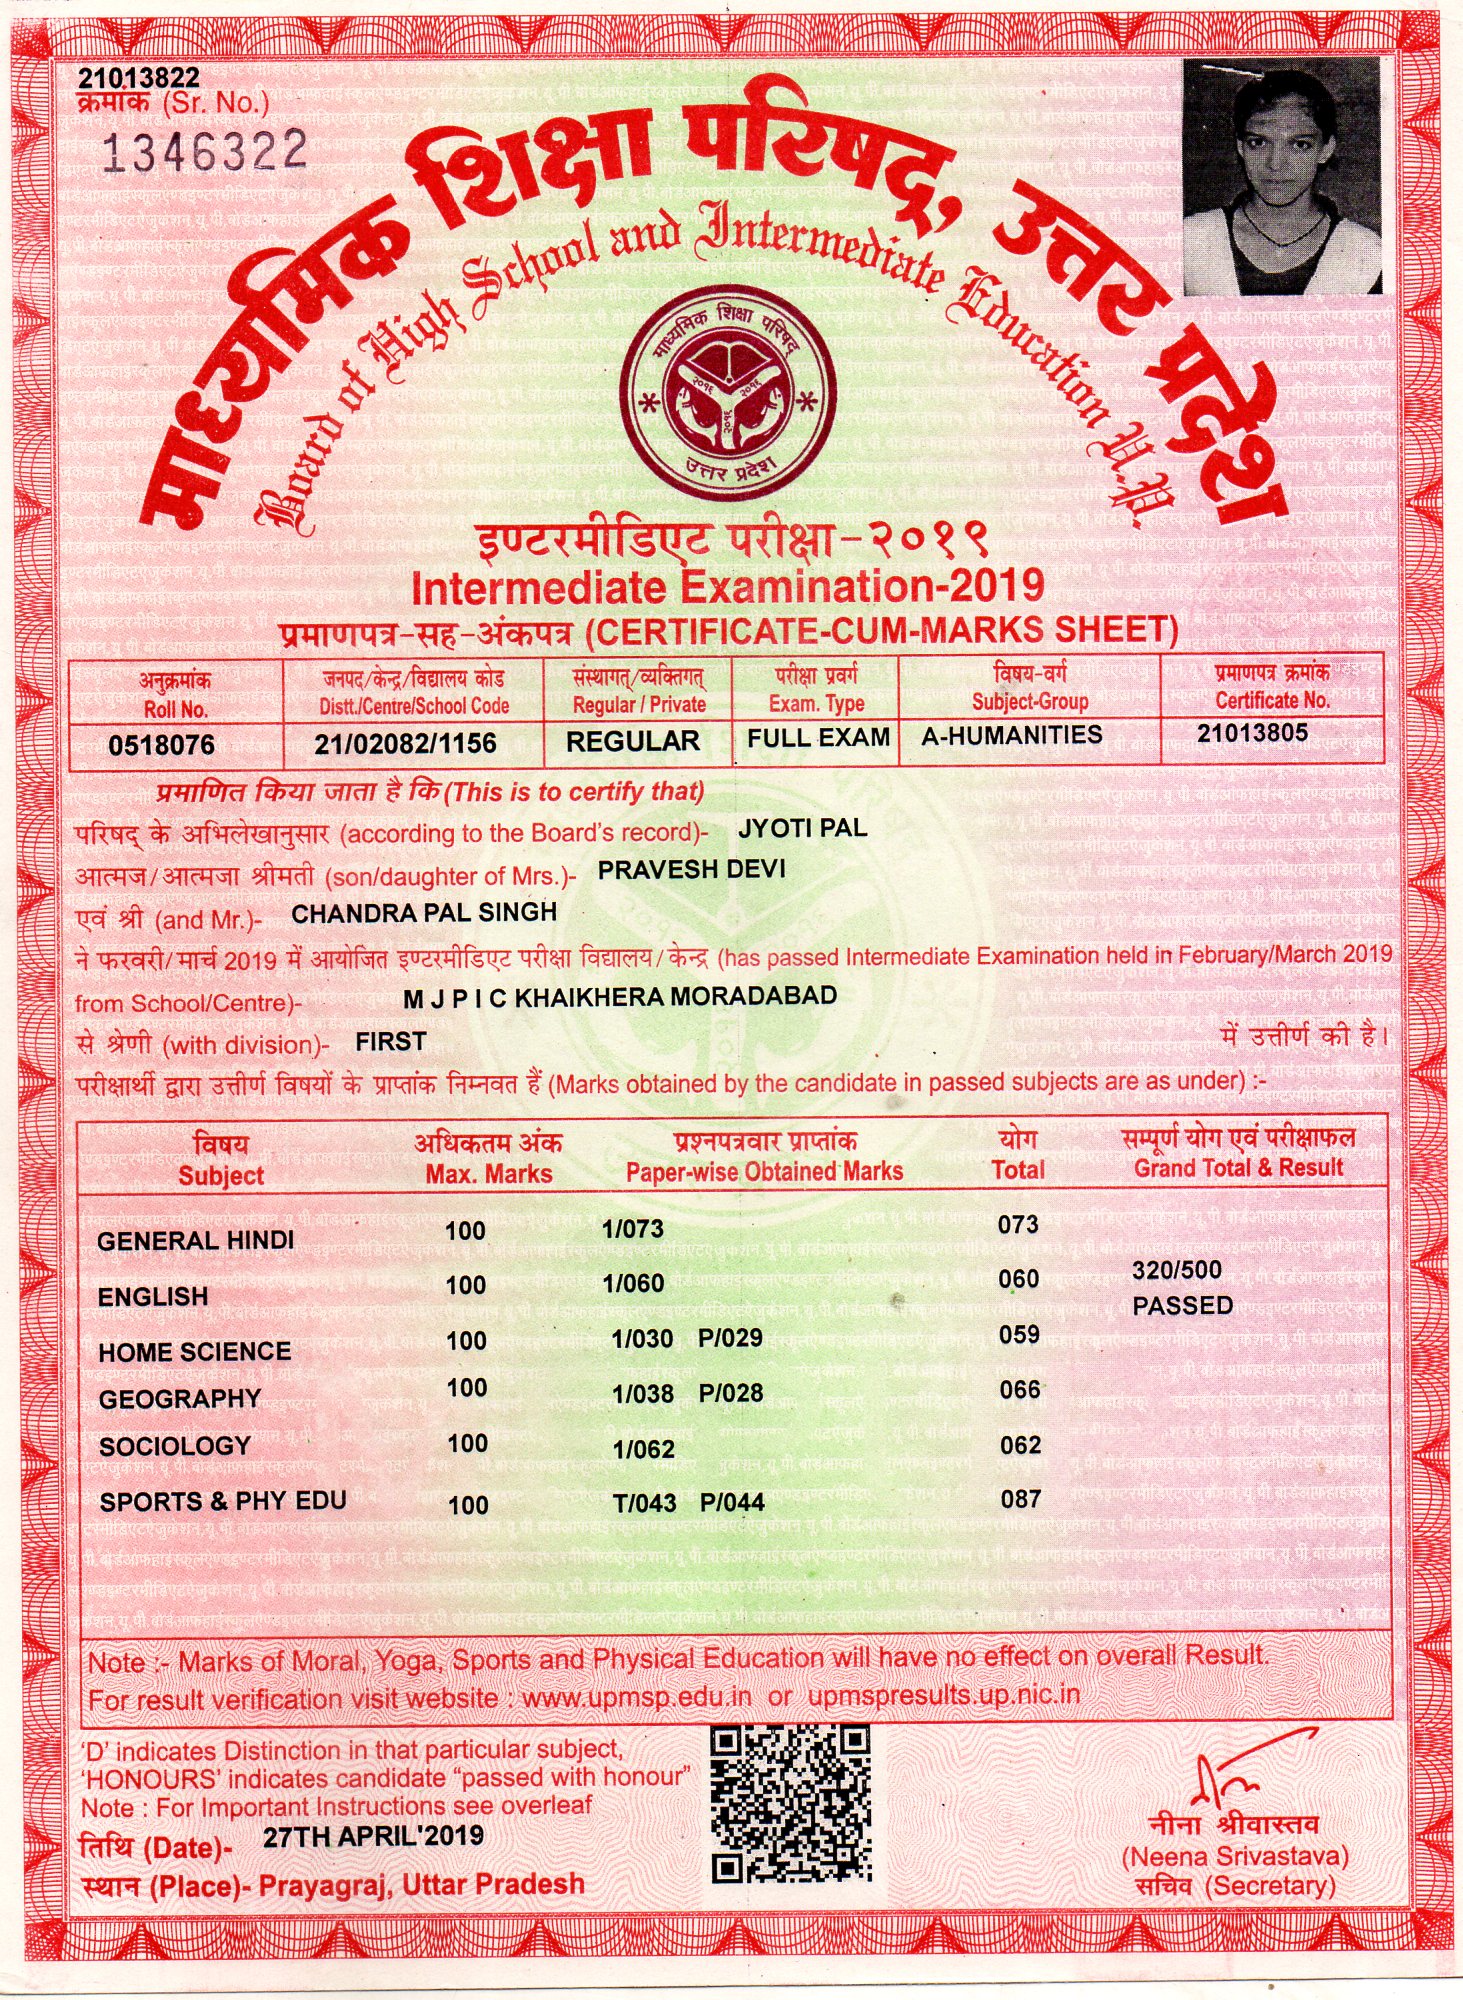 21013822
क्रमांक (Sr. No.)
1346322
माध्यमिक शिक्षा परिषद्, उत्तर प्रदेश
Board of High School and Intermediate Education U.P.
माध्यमिक शिक्षा परिषद्
२०१६ २०१६
२०१६
उत्तर प्रदेश
इण्टरमीडिएट परीक्षा-२०१९
Intermediate Examination-2019
प्रमाणपत्र-सह-अंकपत्र (CERTIFICATE-CUM-MARKS SHEET)
अनुक्रमांक जनपद/केन्द्र/विद्यालय कोड संस्थागत्/व्यक्तिगत् परीक्षा प्रवर्ग विषय-वर्ग प्रमाणपत्र क्रमांक
Roll No. Distt./Centre/School Code Regular / Private Exam. Type Subject-Group Certificate No.
0518076 21/02082/1156 REGULAR FULL EXAM A-HUMANITIES 21013805
प्रमाणित किया जाता है कि (This is to certify that)
परिषद् के अभिलेखानुसार (according to the Board's record)- JYOTI PAL
आत्मज/आत्मजा श्रीमती (son/daughter of Mrs.)- PRAVESH DEVI
एवं श्री (and Mr.)- CHANDRA PAL SINGH
ने फरवरी/मार्च 2019 में आयोजित इण्टरमीडिएट परीक्षा विद्यालय/केन्द्र (has passed Intermediate Examination held in February/March 2019
from School/Centre)- M J P I C KHAIKHERA MORADABAD
से श्रेणी (with division)- FIRST में उत्तीर्ण की है।
परीक्षार्थी द्वारा उत्तीर्ण विषयों के प्राप्तांक निम्नवत हैं (Marks obtained by the candidate in passed subjects are as under) :-
विषय अधिकतम अंक प्रश्नपत्रवार प्राप्तांक योग सम्पूर्ण योग एवं परीक्षाफल
Subject Max. Marks Paper-wise Obtained Marks Total Grand Total & Result
GENERAL HINDI 100 1/073 073
ENGLISH 100 1/060 060 320/500
PASSED
HOME SCIENCE 100 1/030 P/029 059
GEOGRAPHY 100 1/038 P/028 066
SOCIOLOGY 100 1/062 062
SPORTS & PHY EDU 100 T/043 P/044 087
Note :- Marks of Moral, Yoga, Sports and Physical Education will have no effect on overall Result.
For result verification visit website : www.upmsp.edu.in or upmspresults.up.nic.in
'D' indicates Distinction in that particular subject,
'HONOURS' indicates candidate "passed with honour"
Note : For Important Instructions see overleaf
तिथि (Date)- 27TH APRIL'2019
स्थान (Place)- Prayagraj, Uttar Pradesh
नीना श्रीवास्तव
(Neena Srivastava)
सचिव (Secretary)